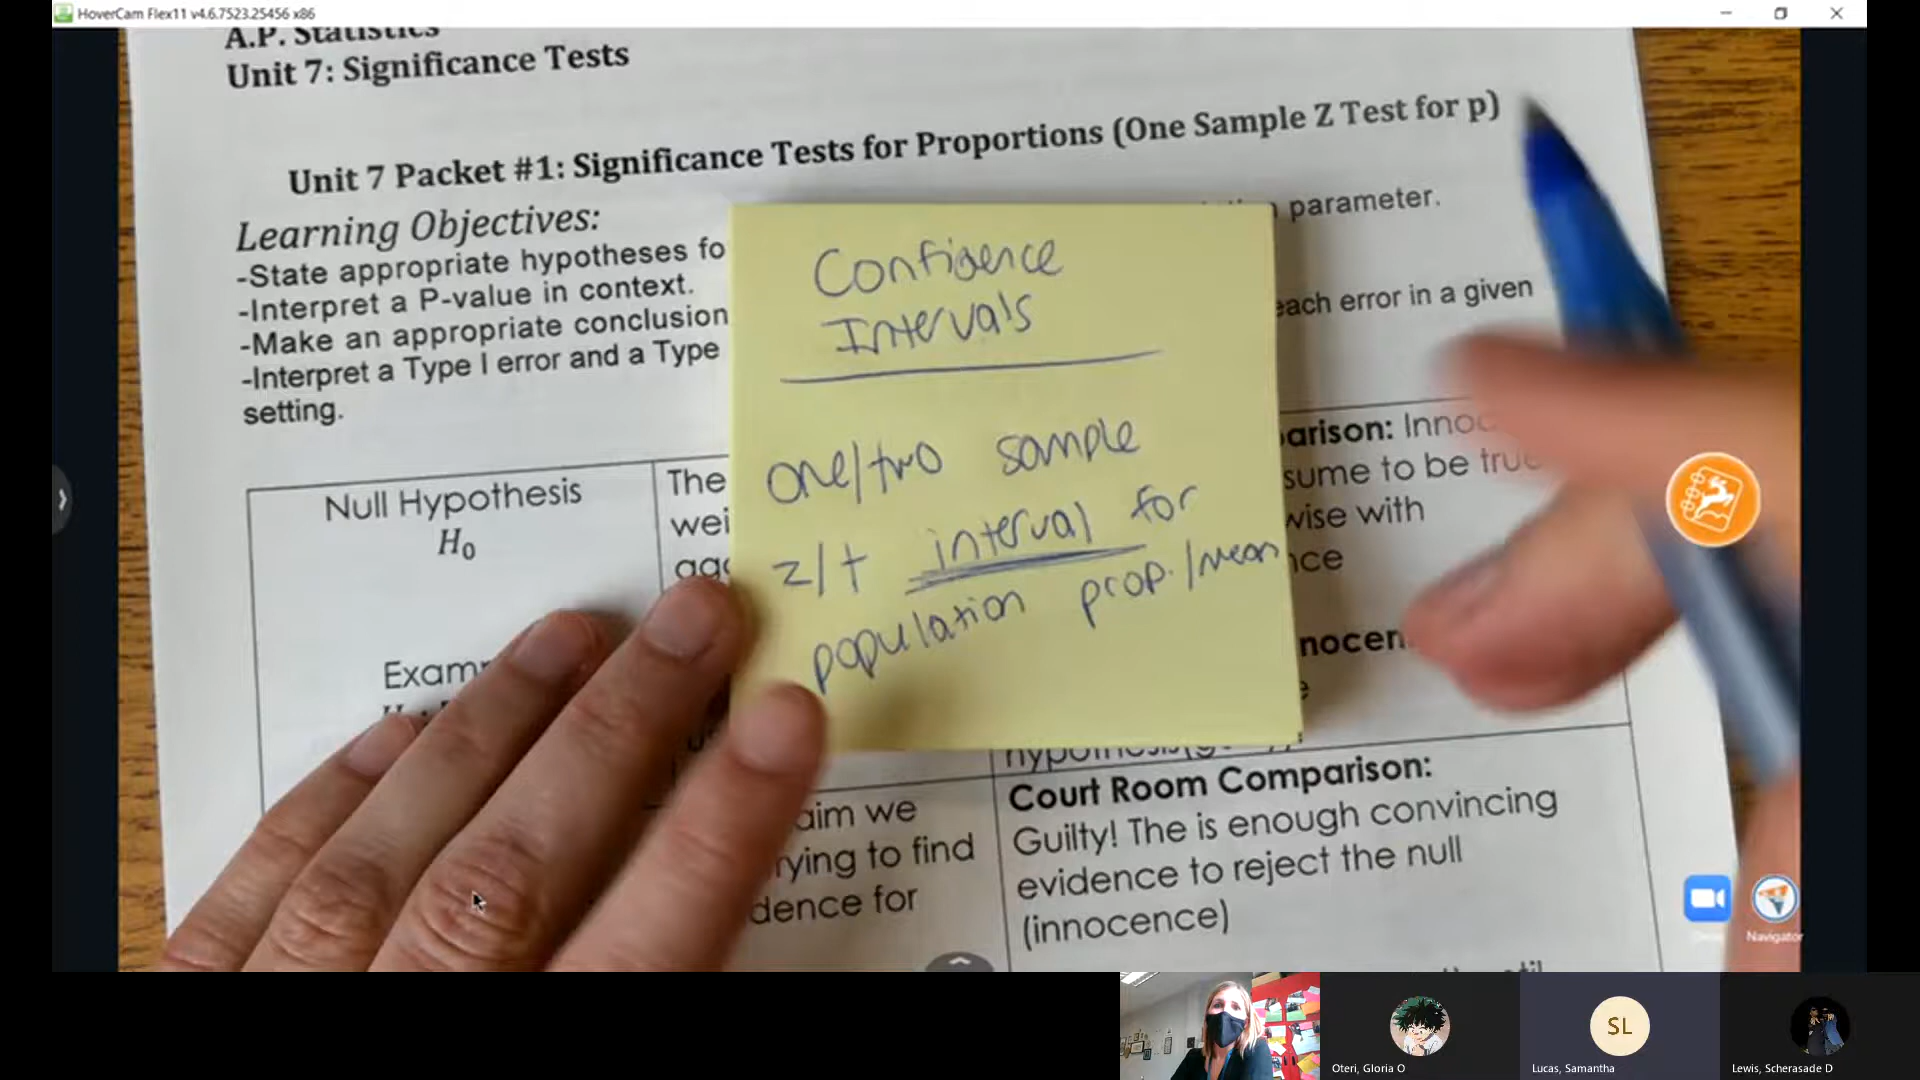 HoverCam Flex11 v4.6.7523.25456 x86
A.P. Statistics
Unit 7: Significance Tests
Unit 7 Packet #1: Significance Tests for Proportions (One Sample Z Test for p)
Learning Objectives:
-State appropriate hypotheses fo
parameter.
-Interpret a P-value in context.
-Make an appropriate conclusion
-Interpret a Type I error and a Type
each error in a given
setting.
Confidence
Intervals
one/two sample
z/t interval for
population prop./mean
Null Hypothesis
H₀
The
wei
arison: Innoc
sume to be true
wise with
nce
nocen
Court Room Comparison:
Guilty! The is enough convincing
evidence to reject the null
(innocence)
aim we
rying to find
dence for
Navigator
SL
Oteri, Gloria O
Lucas, Samantha
Lewis, Scherasade D